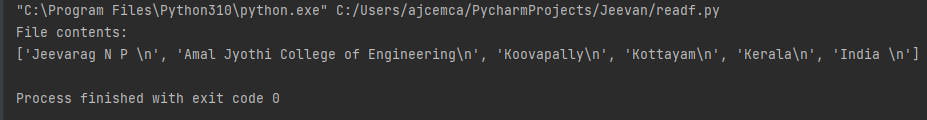 "C:\Program Files\Python310\python.exe" C:/Users/ajcemca/PycharmProjects/Jeevan/readf.py
File contents:
['Jeevarag N P \n', 'Amal Jyothi College of Engineering\n', 'Koovapally\n', 'Kottayam\n', 'Kerala\n', 'India \n']
Process finished with exit code 0